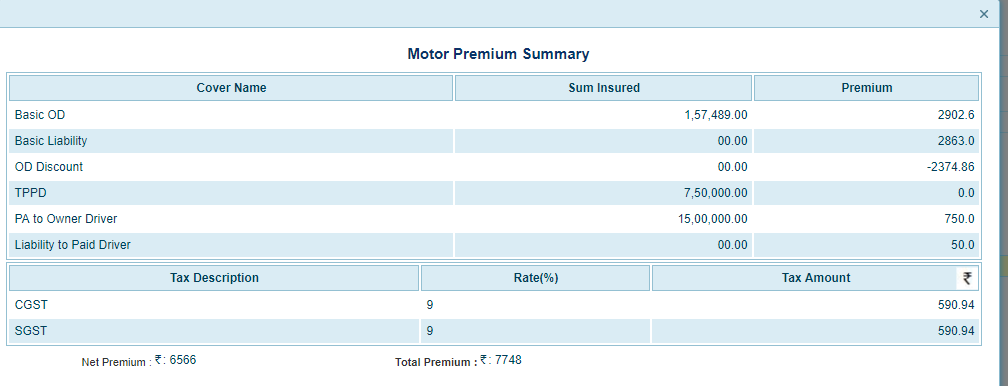 ×
Motor Premium Summary
Cover Name Sum Insured Premium
Basic OD 1,57,489.00 2902.6
Basic Liability 00.00 2863.0
OD Discount 00.00 -2374.86
TPPD 7,50,000.00 0.0
PA to Owner Driver 15,00,000.00 750.0
Liability to Paid Driver 00.00 50.0
Tax Description Rate(%) Tax Amount ₹
CGST 9 590.94
SGST 9 590.94
Net Premium : ₹: 6566 Total Premium : ₹: 7748